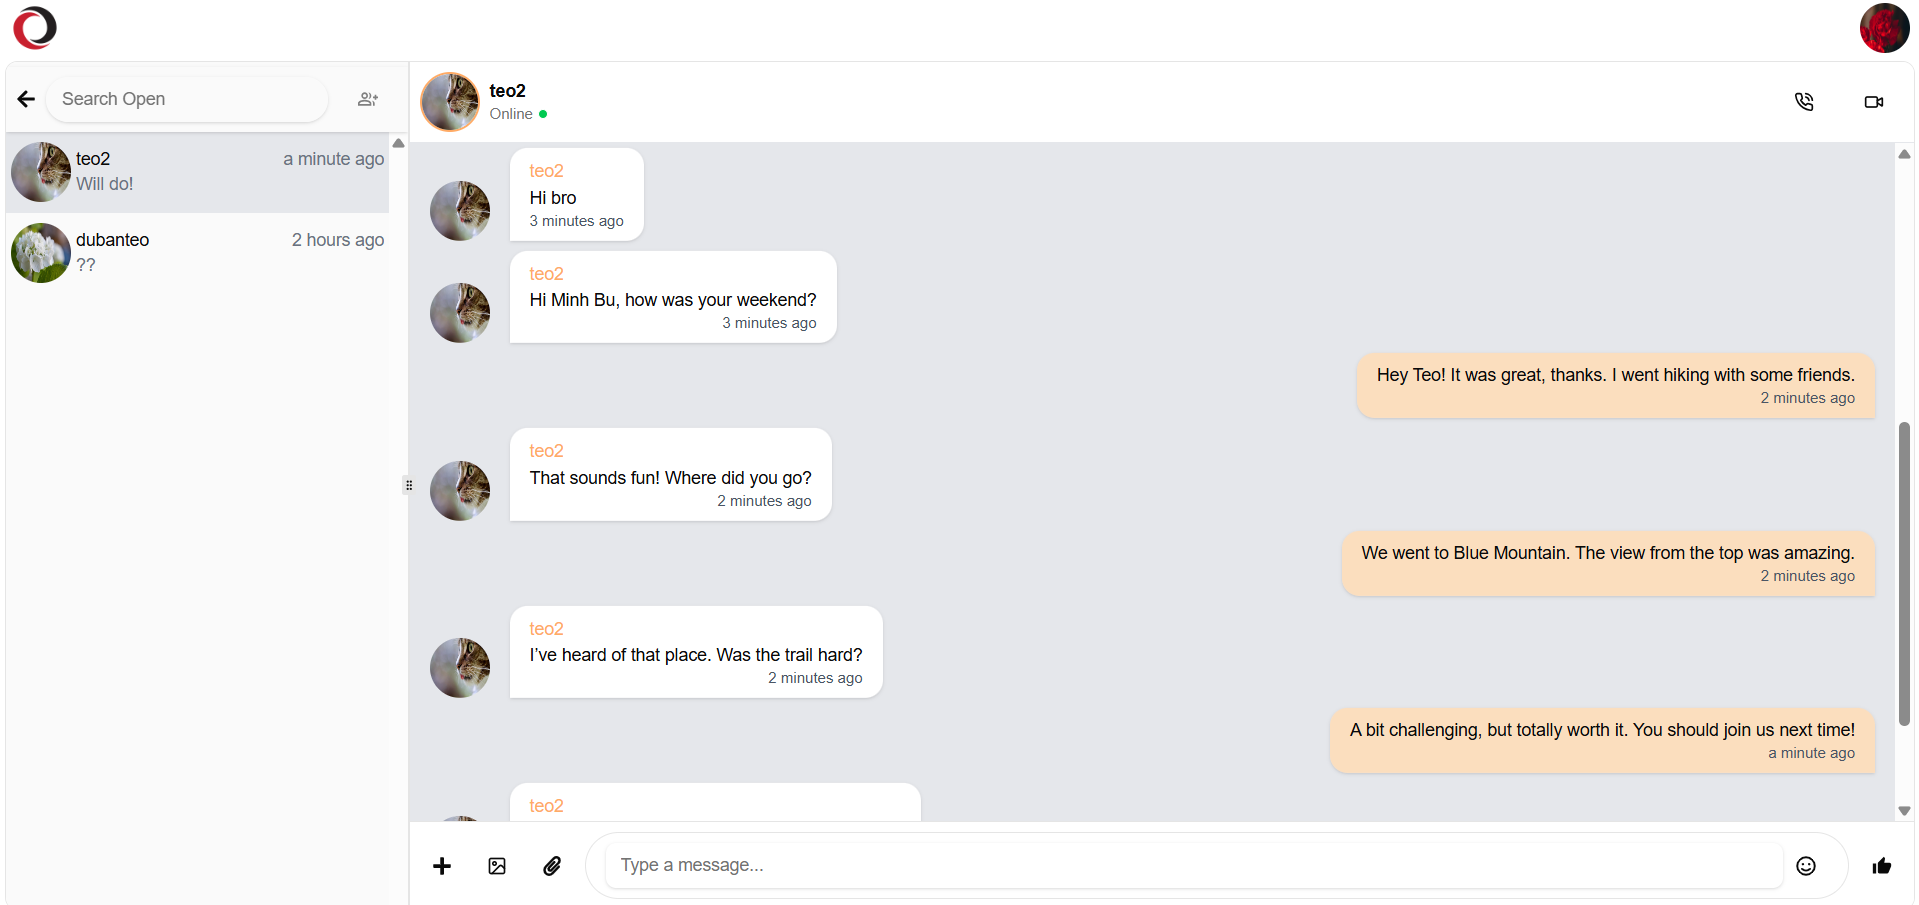 Search Open
teo2
a minute ago
Will do!
dubanteo
2 hours ago
??
teo2
Online
teo2
Hi bro
3 minutes ago
teo2
Hi Minh Bu, how was your weekend?
3 minutes ago
Hey Teo! It was great, thanks. I went hiking with some friends.
2 minutes ago
teo2
That sounds fun! Where did you go?
2 minutes ago
We went to Blue Mountain. The view from the top was amazing.
2 minutes ago
teo2
I’ve heard of that place. Was the trail hard?
2 minutes ago
A bit challenging, but totally worth it. You should join us next time!
a minute ago
teo2
Type a message...